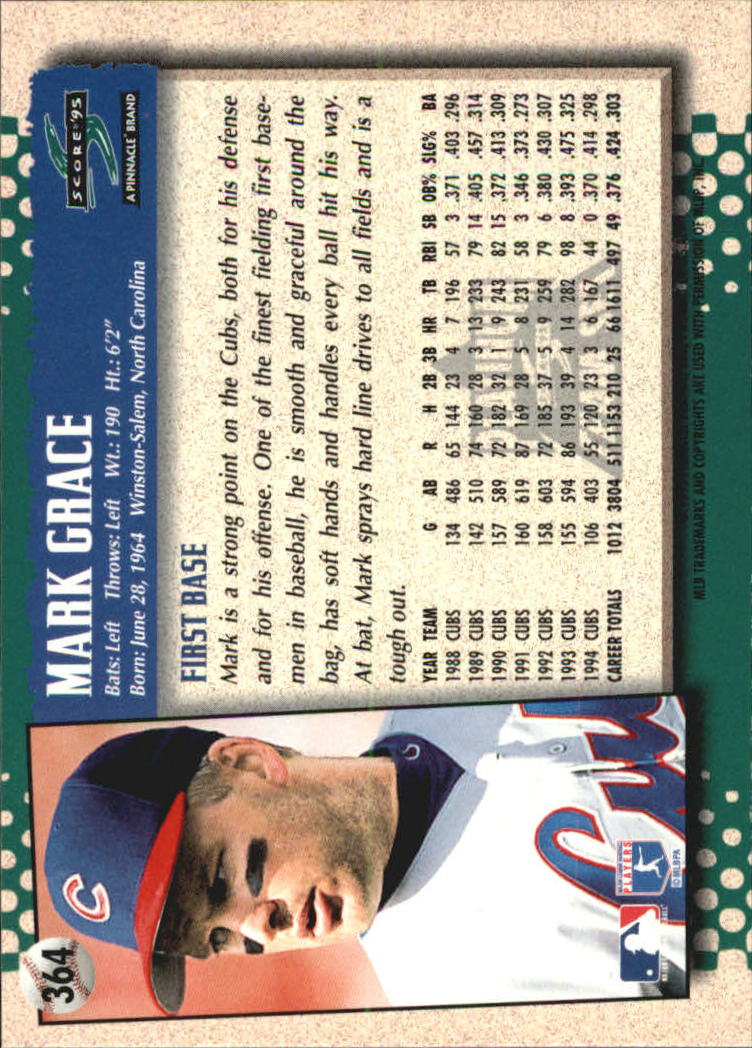 364
MARK GRACE
Bats: Left Throws: Left Wt.: 190 Ht.: 6'2"
Born: June 28, 1964 Winston-Salem, North Carolina
SCORE '95
A PINNACLE® BRAND
FIRST BASE
Mark is a strong point on the Cubs, both for his defense
and for his offense. One of the finest fielding first base-
men in baseball, he is smooth and graceful around the
bag, has soft hands and handles every ball hit his way.
At bat, Mark sprays hard line drives to all fields and is a
tough out.
YEAR TEAM G AB R H 2B 3B HR TB RBI SB OB% SLG% BA
1988 CUBS 134 486 65 144 23 4 7 196 57 3 .371 .403 .296
1989 CUBS 142 510 74 160 28 3 13 233 79 14 .405 .457 .314
1990 CUBS 157 589 72 182 32 1 9 243 82 15 .372 .413 .309
1991 CUBS 160 619 87 169 28 5 8 231 58 3 .346 .373 .273
1992 CUBS 158 603 72 185 37 5 9 259 79 6 .380 .430 .307
1993 CUBS 155 594 86 193 39 4 14 282 98 8 .393 .475 .325
1994 CUBS 106 403 55 120 23 3 6 167 44 0 .370 .414 .298
CAREER TOTALS 1012 3804 511 1153 210 25 66 1611 497 49 .376 .424 .303
C
C
Cu
PLAYERS
© MLBPA
MLB TRADEMARKS AND COPYRIGHTS ARE USED WITH PERMISSION OF MLBP, INC.